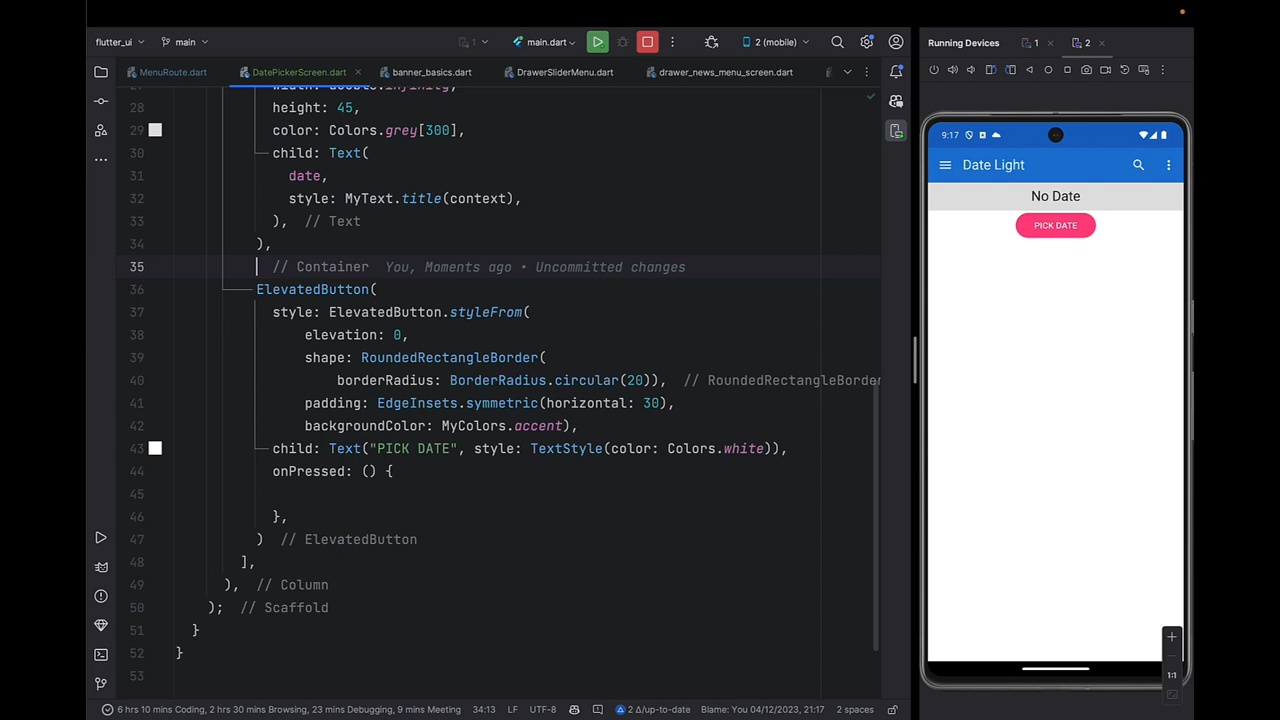 flutter_ui
main
1
main.dart
2 (mobile)
Running Devices
1
2
MenuRoute.dart
DatePickerScreen.dart
banner_basics.dart
DrawerSliderMenu.dart
drawer_news_menu_screen.dart
27 width: double.infinity,
28 height: 45,
29 color: Colors.grey[300],
30 child: Text(
31 date,
32 style: MyText.title(context),
33 ), // Text
34 ),
35 // Container You, Moments ago • Uncommitted changes
36 ElevatedButton(
37 style: ElevatedButton.styleFrom(
38 elevation: 0,
39 shape: RoundedRectangleBorder(
40 borderRadius: BorderRadius.circular(20)), // RoundedRectangleBorder
41 padding: EdgeInsets.symmetric(horizontal: 30),
42 backgroundColor: MyColors.accent),
43 child: Text("PICK DATE", style: TextStyle(color: Colors.white)),
44 onPressed: () {
45
46 },
47 ) // ElevatedButton
48 ],
49 ), // Column
50 ); // Scaffold
51 }
52 }
53
9:17
Date Light
No Date
PICK DATE
1:1
6 hrs 10 mins Coding, 2 hrs 30 mins Browsing, 23 mins Debugging, 9 mins Meeting
34:13
LF
UTF-8
2 Δ/up-to-date
Blame: You 04/12/2023, 21:17
2 spaces